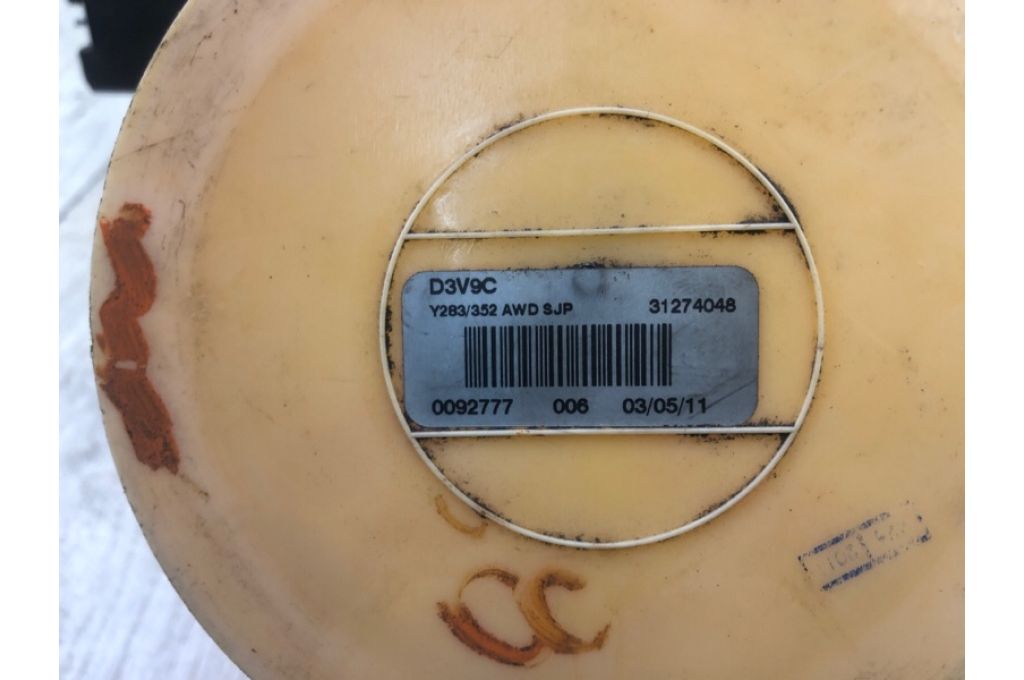 D3V9C
Y283/352 AWD SJP 31274048
0092777 006 03/05/11